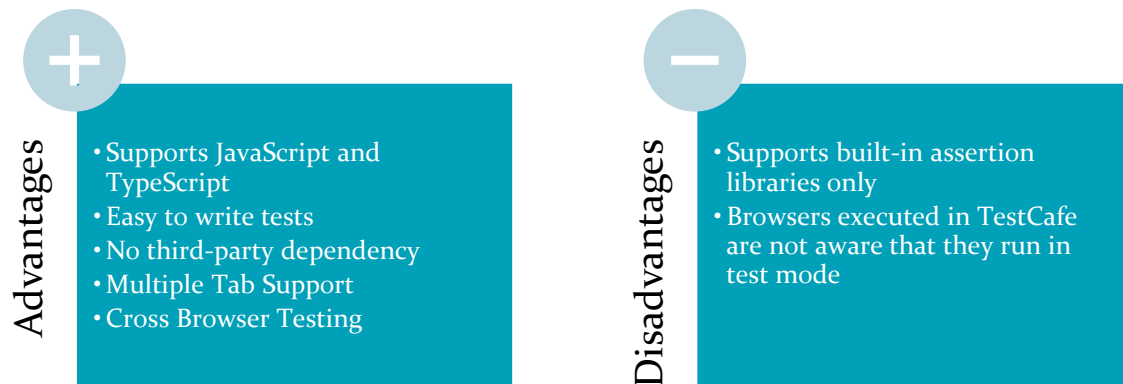 Advantages
• Supports JavaScript and
TypeScript
• Easy to write tests
• No third-party dependency
• Multiple Tab Support
• Cross Browser Testing
Disadvantages
• Supports built-in assertion
libraries only
• Browsers executed in TestCafe
are not aware that they run in
test mode